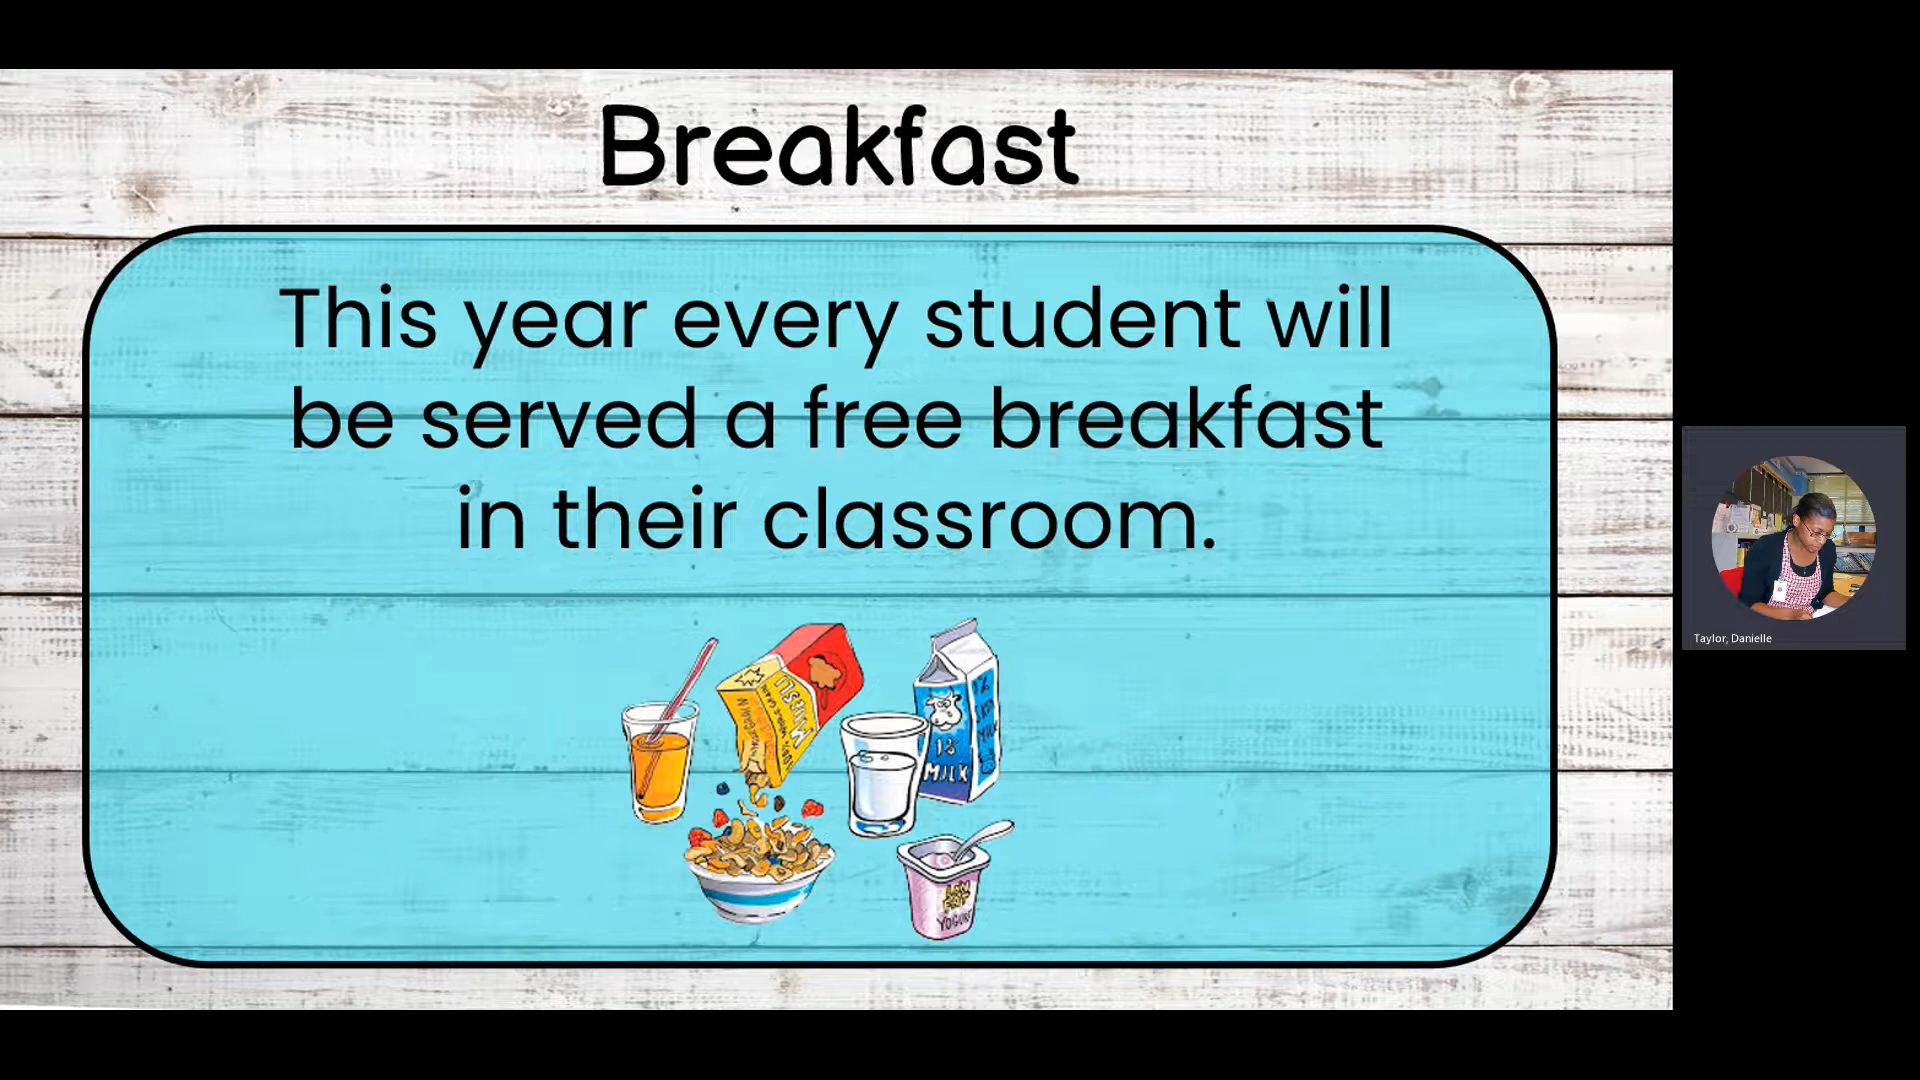 Breakfast
This year every student will
be served a free breakfast
in their classroom.
MILK
YOGURT
Taylor, Danielle